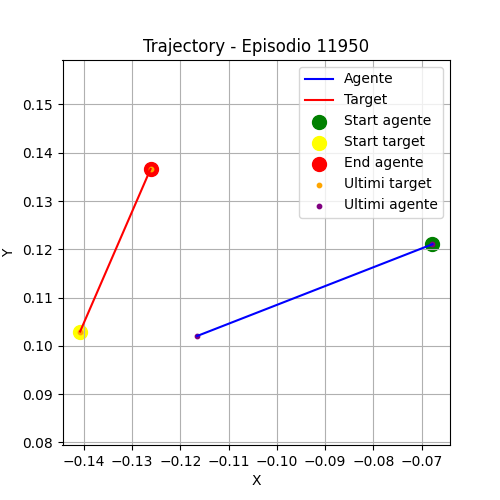 Trajectory - Episodio 11950
Agente
Target
Start agente
Start target
End agente
Ultimi target
Ultimi agente
Y
0.15
0.14
0.13
0.12
0.11
0.10
0.09
0.08
−0.14 −0.13 −0.12 −0.11 −0.10 −0.09 −0.08 −0.07
X